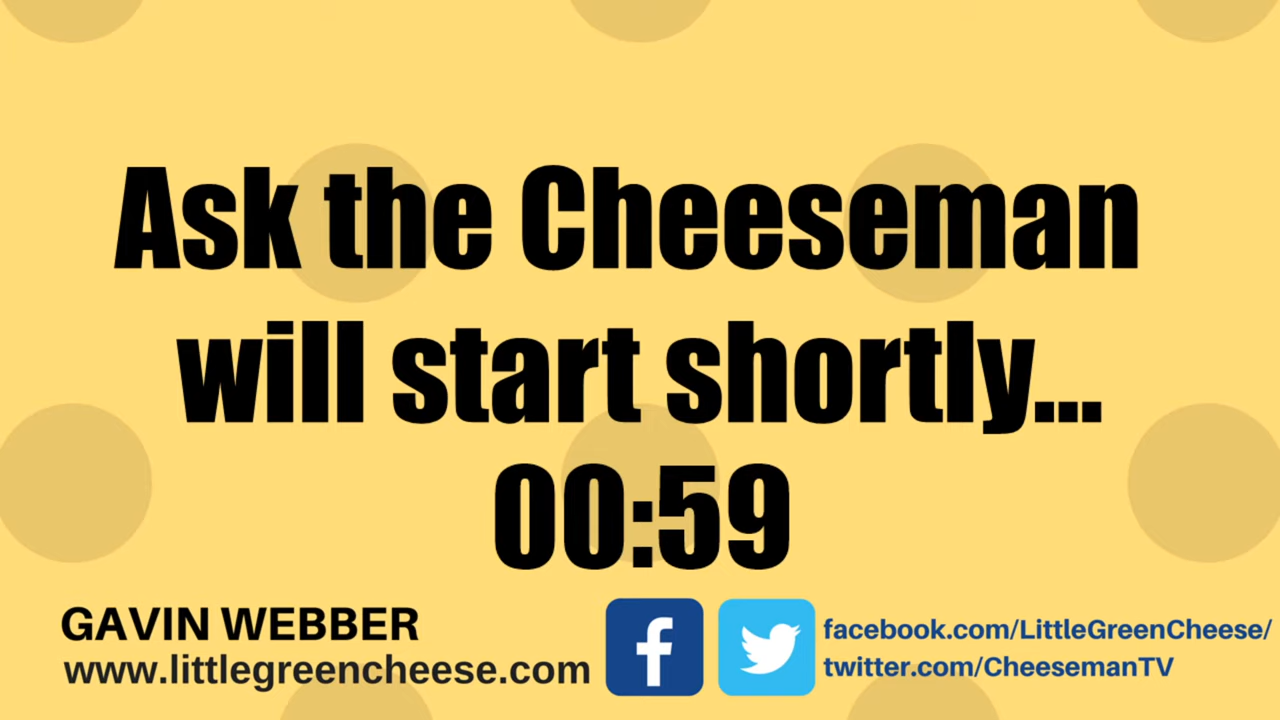 Ask the Cheeseman
will start shortly...
00:59
GAVIN WEBBER
www.littlegreencheese.com
facebook.com/LittleGreenCheese/
twitter.com/CheesemanTV